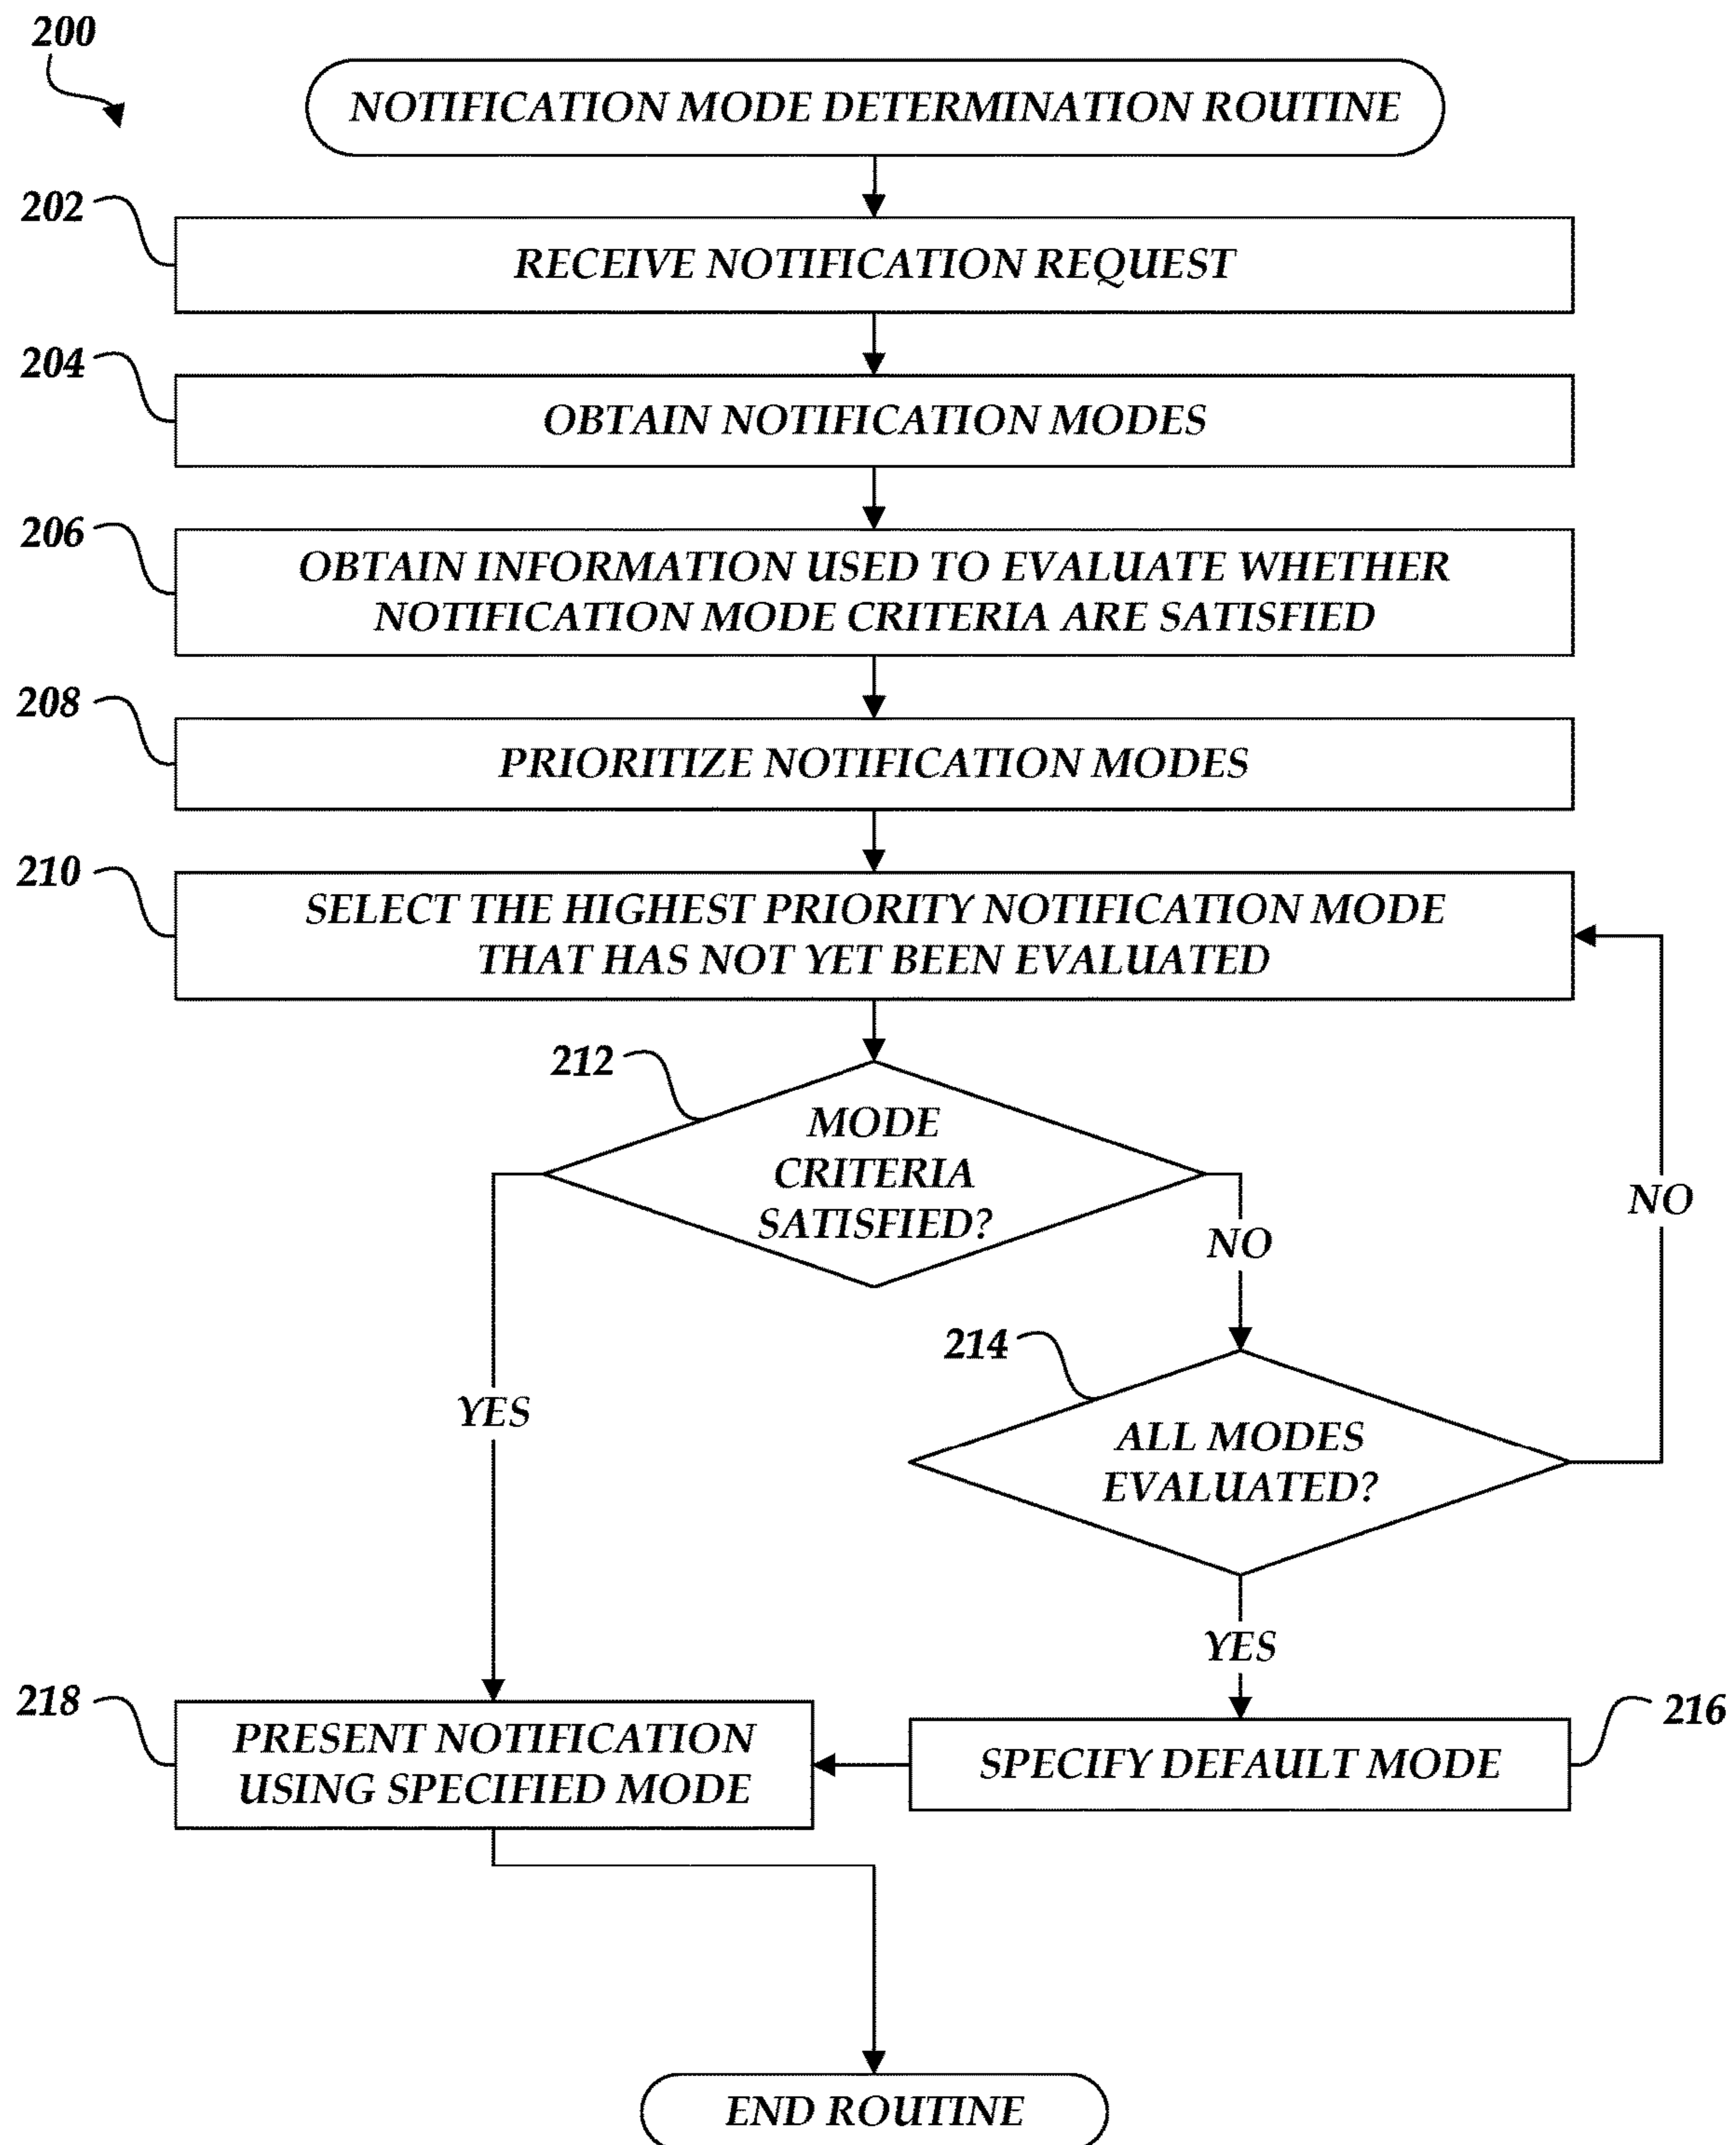 200
NOTIFICATION MODE DETERMINATION ROUTINE
202
RECEIVE NOTIFICATION REQUEST
204
OBTAIN NOTIFICATION MODES
206
OBTAIN INFORMATION USED TO EVALUATE WHETHER
NOTIFICATION MODE CRITERIA ARE SATISFIED
208
PRIORITIZE NOTIFICATION MODES
210
SELECT THE HIGHEST PRIORITY NOTIFICATION MODE
THAT HAS NOT YET BEEN EVALUATED
212
MODE
CRITERIA
SATISFIED?
NO
NO
214
YES
ALL MODES
EVALUATED?
YES
218
PRESENT NOTIFICATION
USING SPECIFIED MODE
SPECIFY DEFAULT MODE
216
END ROUTINE